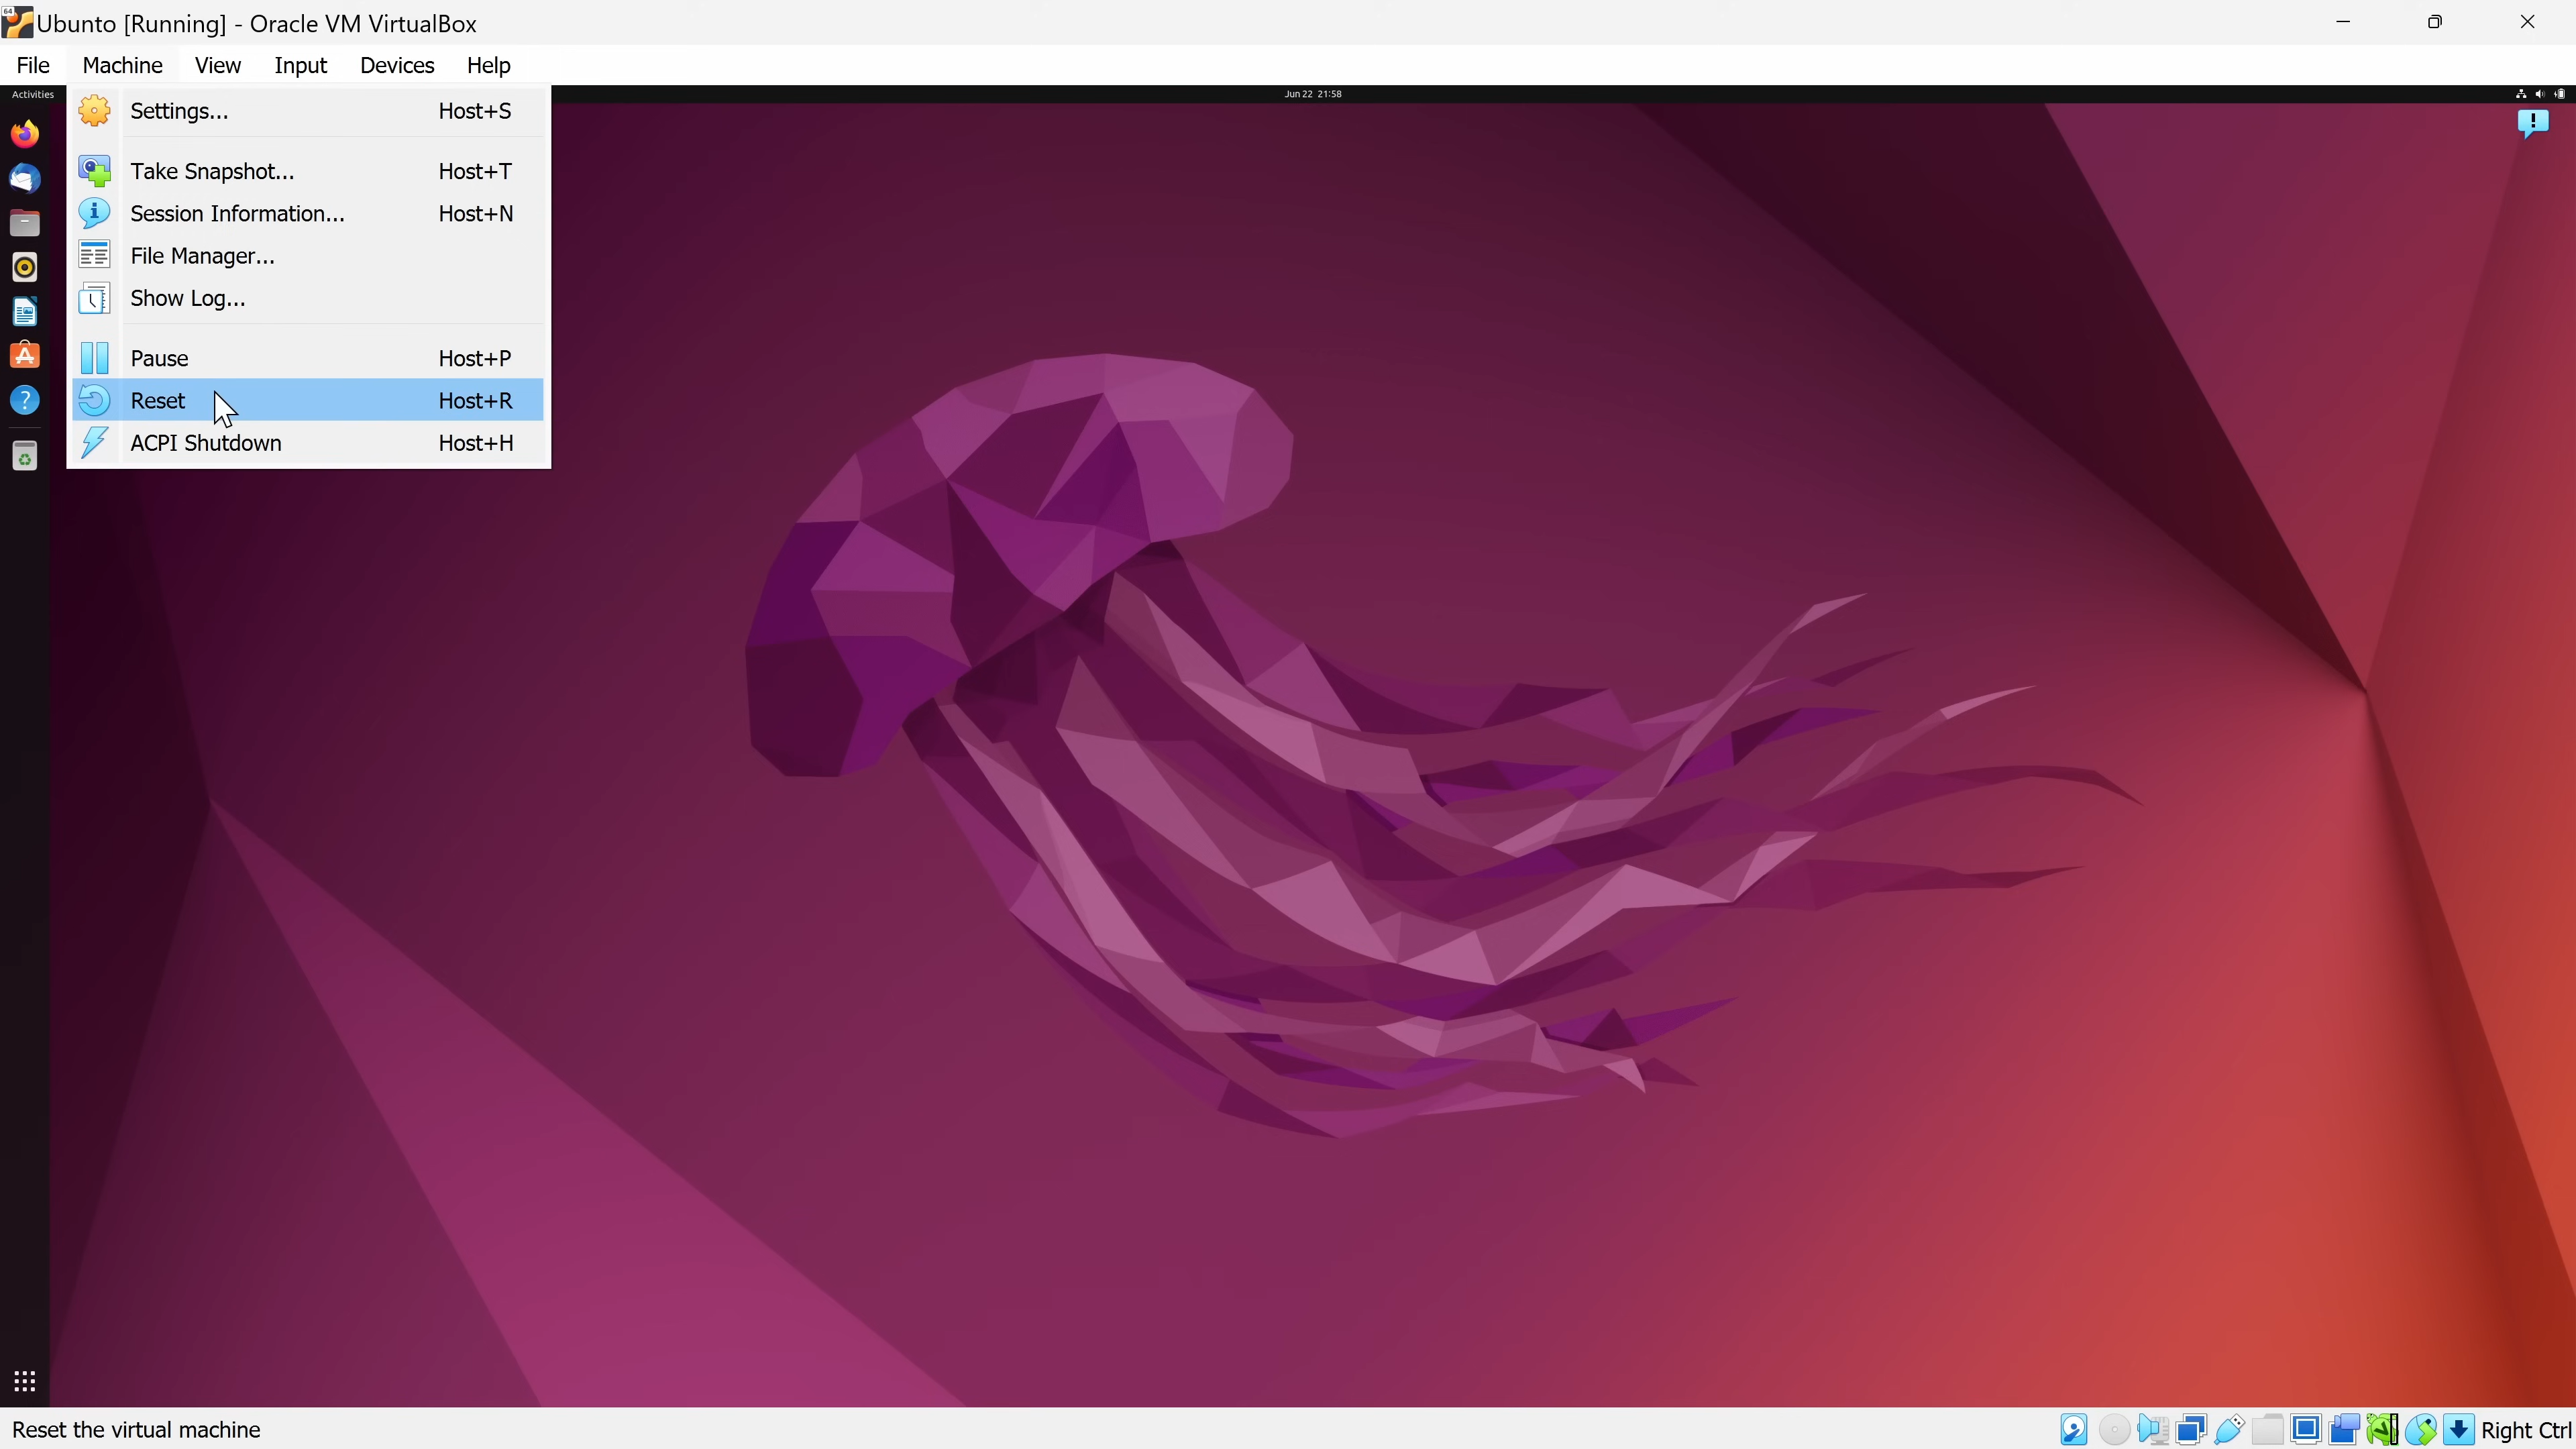 64
Ubunto [Running] - Oracle VM VirtualBox
File Machine View Input Devices Help
Activities
Jun 22 21:58
Settings... Host+S
Take Snapshot... Host+T
Session Information... Host+N
File Manager...
Show Log...
Pause Host+P
Reset Host+R
ACPI Shutdown Host+H
Reset the virtual machine
Right Ctrl